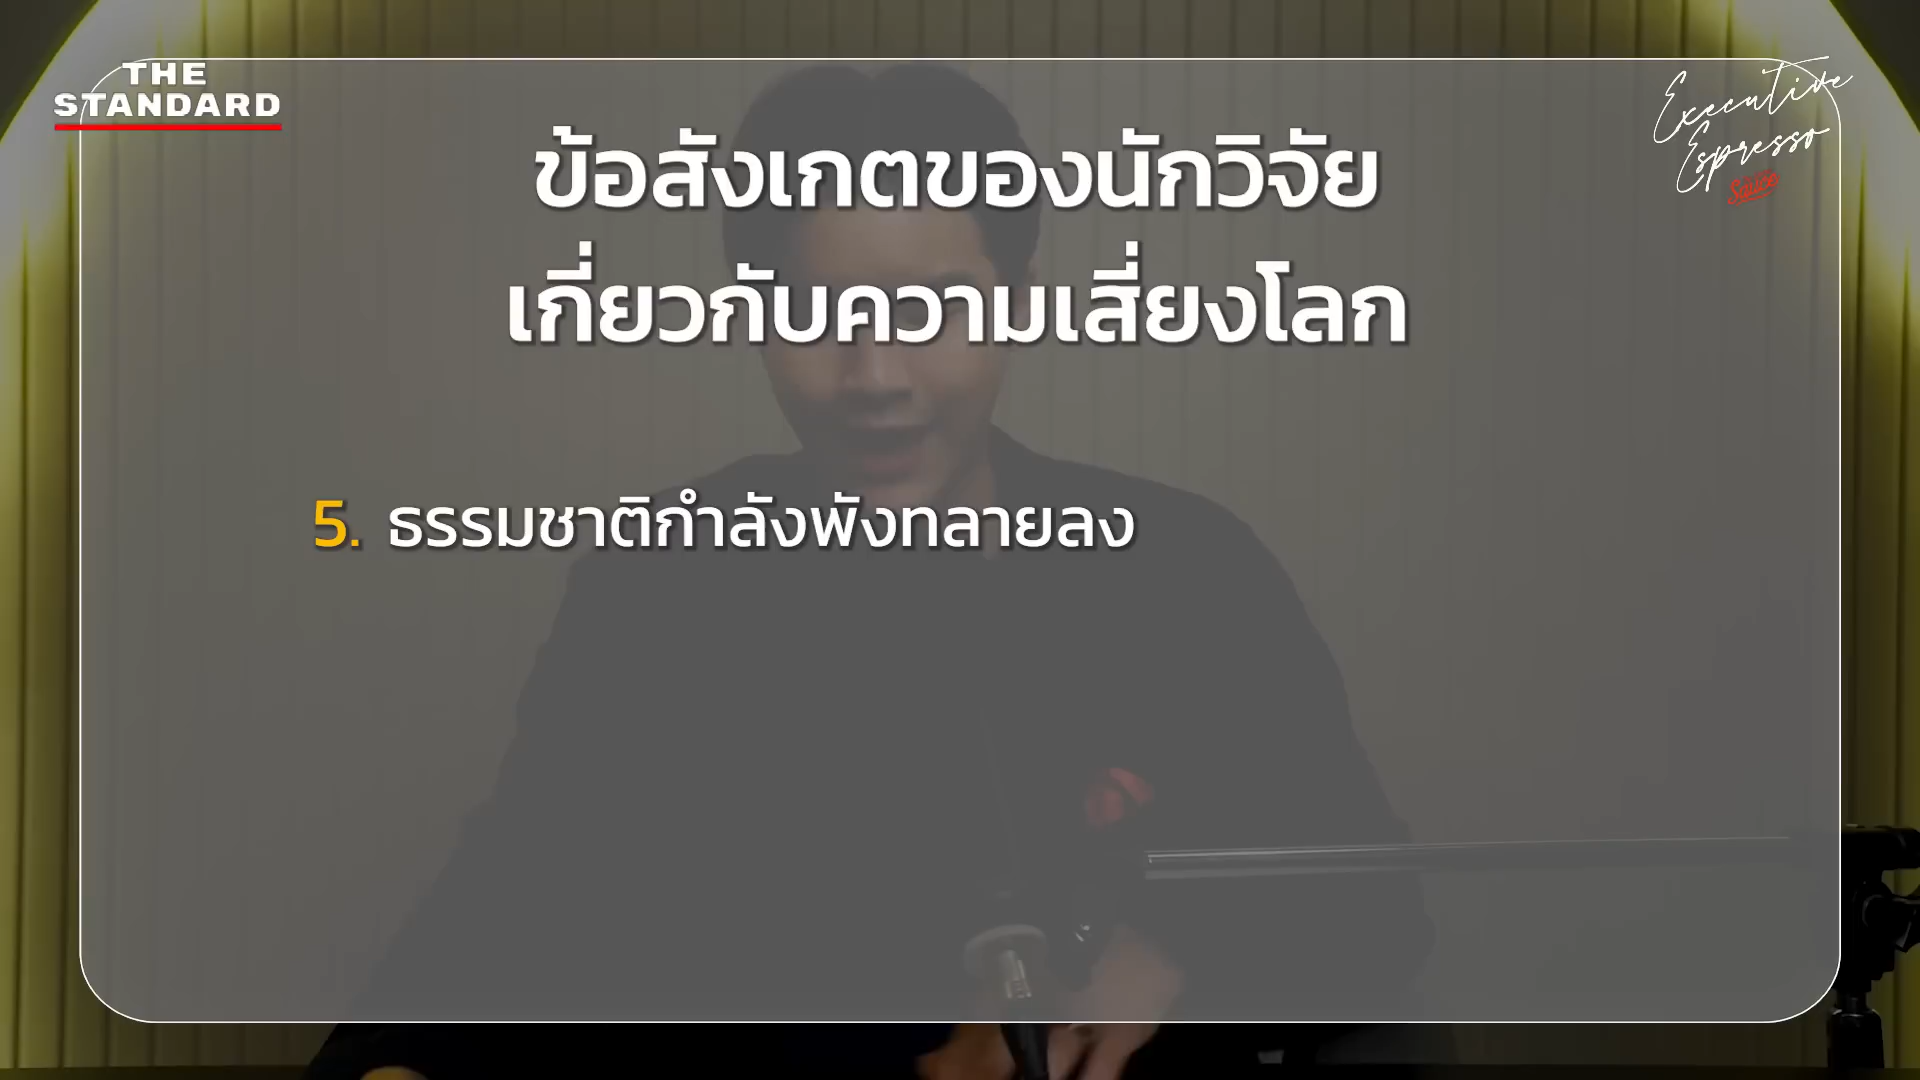 THE
STANDARD
Executive
Espresso
Sauce
ข้อสังเกตของนักวิจัย
เกี่ยวกับความเสี่ยงโลก
5. ธรรมชาติกำลังพังทลายลง